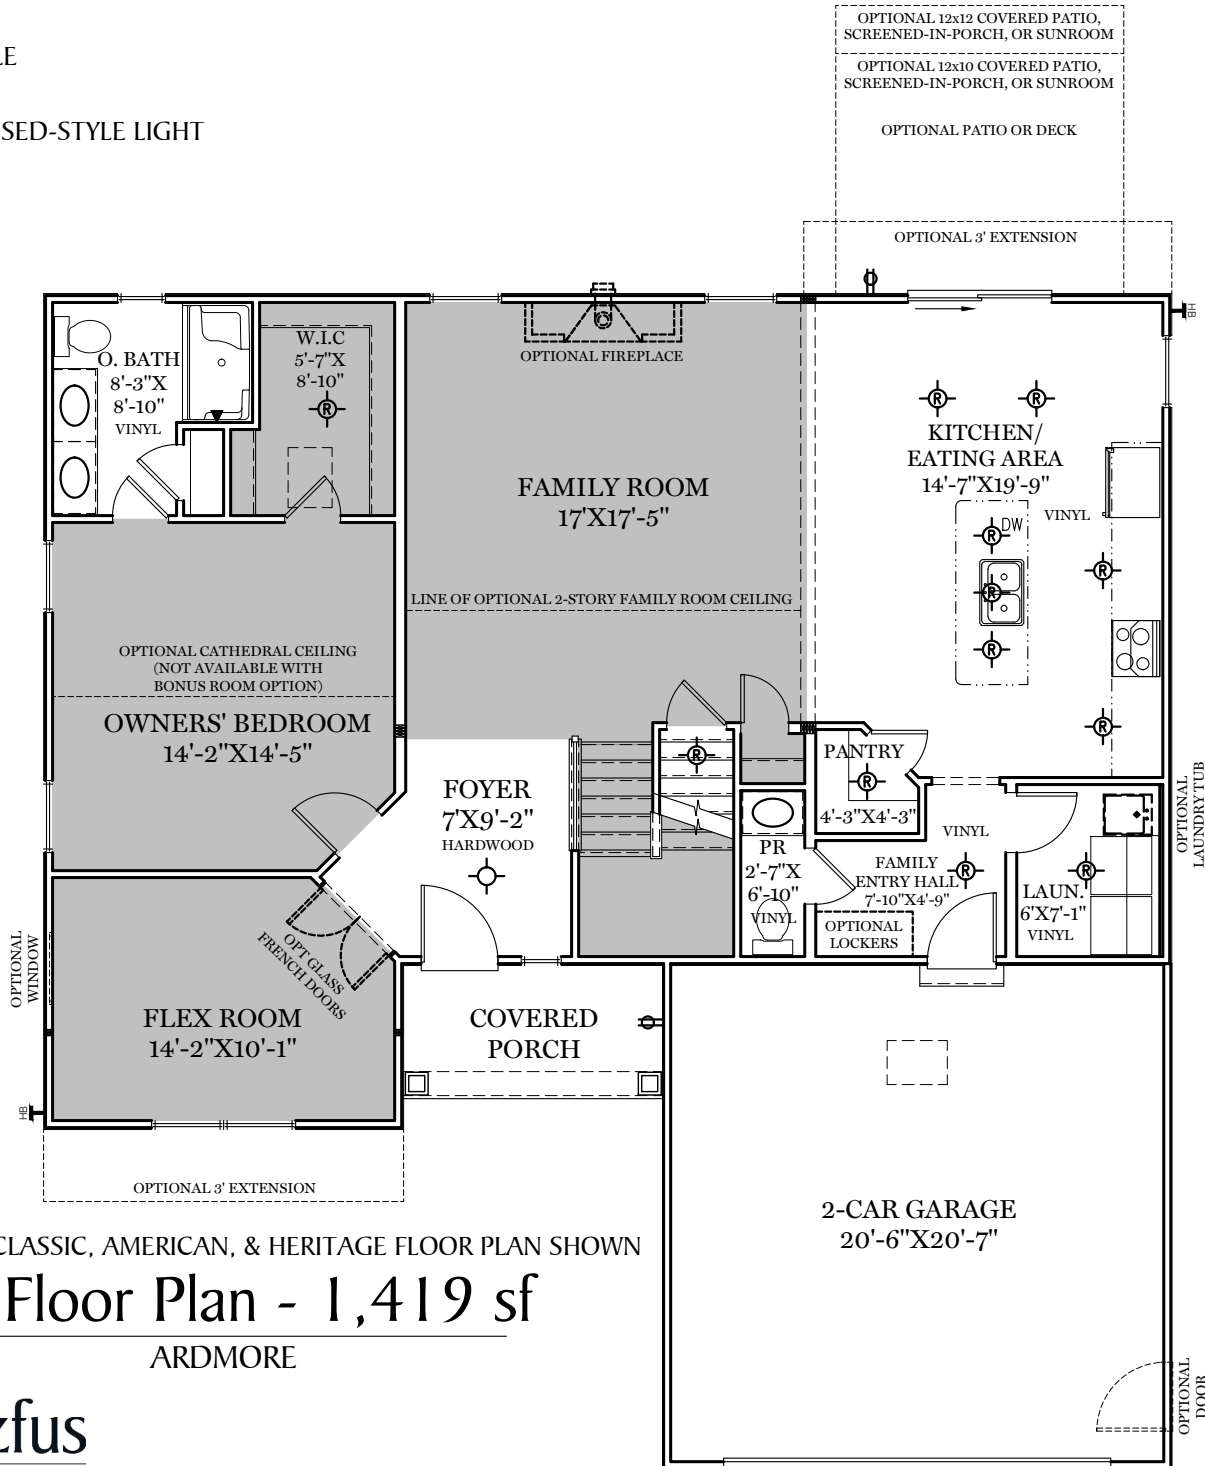 OPTIONAL 12x12 COVERED PATIO,
SCREENED-IN-PORCH, OR SUNROOM
OPTIONAL 12x10 COVERED PATIO,
SCREENED-IN-PORCH, OR SUNROOM
OPTIONAL PATIO OR DECK
LE
SED-STYLE LIGHT
OPTIONAL 3' EXTENSION
HB
OPTIONAL FIREPLACE
W.I.C
5'-7"X
8'-10"
R
O. BATH
8'-3"X
8'-10"
VINYL
R
R
KITCHEN/
EATING AREA
14'-7"X19'-9"
VINYL
DW
R
R
R
R
R
FAMILY ROOM
17'X17'-5"
LINE OF OPTIONAL 2-STORY FAMILY ROOM CEILING
OPTIONAL CATHEDRAL CEILING
(NOT AVAILABLE WITH
BONUS ROOM OPTION)
OWNERS' BEDROOM
14'-2"X14'-5"
FOYER
7'X9'-2"
HARDWOOD
R
PANTRY
R
4'-3"X4'-3"
OPTIONAL
LAUNDRY TUB
VINYL
PR
2'-7"X
6'-10"
VINYL
FAMILY
ENTRY HALL
7'-10"X4'-9"
R
OPTIONAL
LOCKERS
R
LAUN.
6'X7'-1"
VINYL
OPTIONAL
WINDOW
OPT GLASS
FRENCH DOORS
FLEX ROOM
14'-2"X10'-1"
COVERED
PORCH
HB
OPTIONAL 3' EXTENSION
2-CAR GARAGE
20'-6"X20'-7"
CLASSIC, AMERICAN, & HERITAGE FLOOR PLAN SHOWN
Floor Plan - 1,419 sf
ARDMORE
OPTIONAL
DOOR
zfus